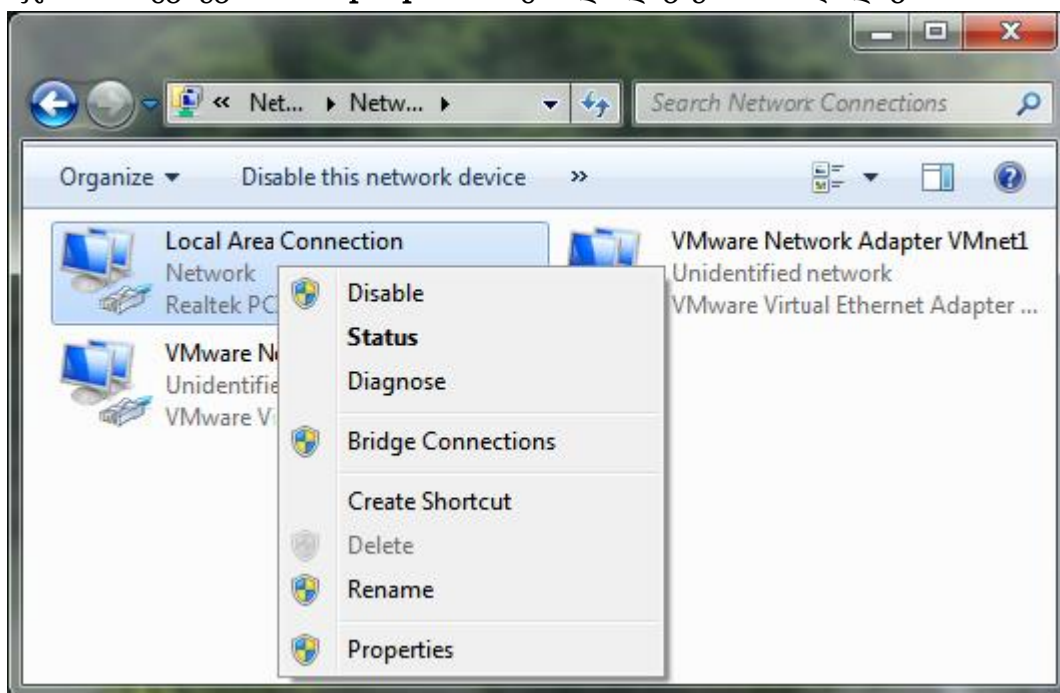 « Net... Netw...
Search Network Connections
Organize
Disable this network device
»
Local Area Connection
Network
Realtek PC
VMware Network Adapter VMnet1
Unidentified network
VMware Virtual Ethernet Adapter ...
VMware
VMware
Disable
Status
Diagnose
Bridge Connections
Create Shortcut
Delete
Rename
Properties